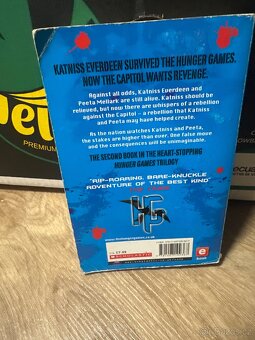 KATNISS EVERDEEN SURVIVED THE HUNGER GAMES.
NOW THE CAPITOL WANTS REVENGE.
Against all odds, Katniss Everdeen and
Peeta Mellark are still alive. Katniss should be
relieved, but now there are whispers of a rebellion
against the Capitol – a rebellion that Katniss
and Peeta may have helped create.
As the nation watches Katniss and Peeta,
the stakes are higher than ever. One false move
and the consequences will be unimaginable.
THE SECOND BOOK IN THE HEART-STOPPING
HUNGER GAMES TRILOGY
"RIP-ROARING, BARE-KNUCKLE
ADVENTURE OF THE BEST KIND"
HG
SCHOLASTIC
PREMIUM